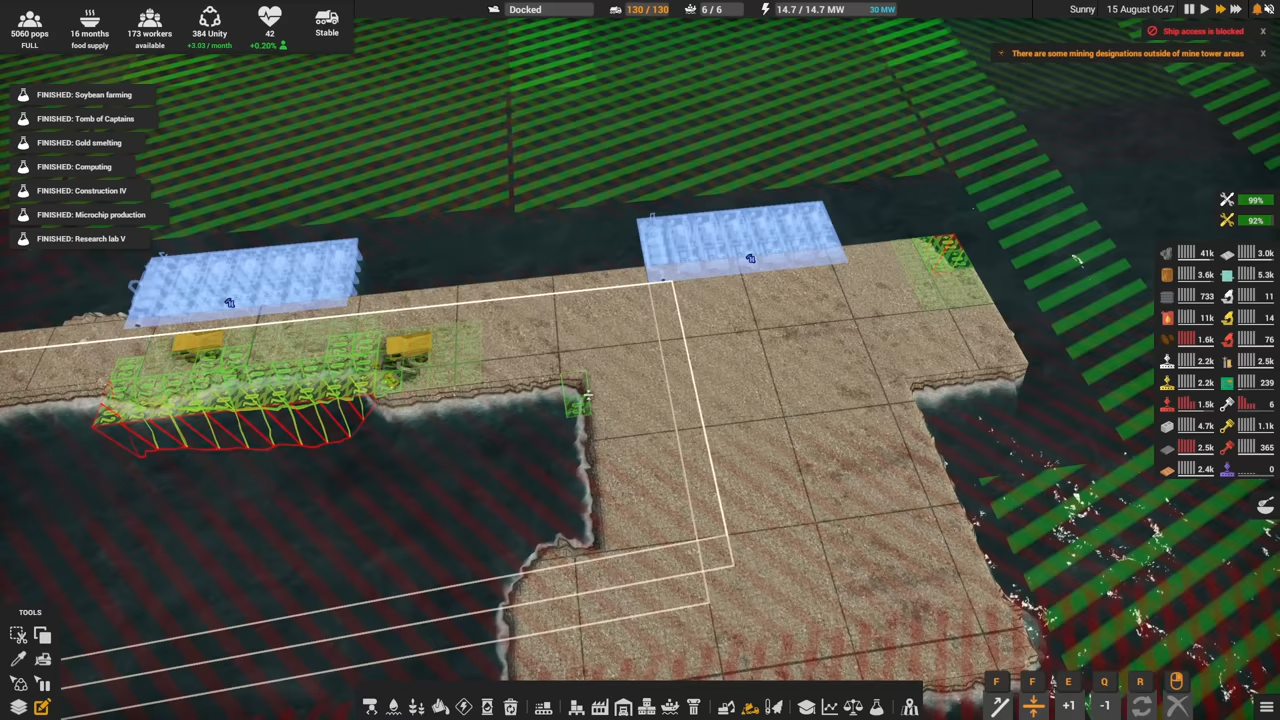 Docked
130 / 130
6 / 6
14.7 / 14.7 MW
30 MW
Sunny
15 August 0647
5060 pops
FULL
16 months
food supply
173 workers
available
384 Unity
+3.03 / month
42
+0.20%
Stable
Ship access is blocked
X
There are some mining designations outside of mine tower areas
X
FINISHED: Soybean farming
FINISHED: Tomb of Captains
FINISHED: Gold smelting
FINISHED: Computing
FINISHED: Construction IV
FINISHED: Microchip production
FINISHED: Research lab V
99%
92%
41k
3.0k
3.6k
5.3k
733
11
11k
14
1.6k
76
2.2k
2.5k
2.2k
239
1.5k
6
4.7k
1.1k
2.5k
365
2.4k
0
TOOLS
F
F
E
Q
R
+1
-1